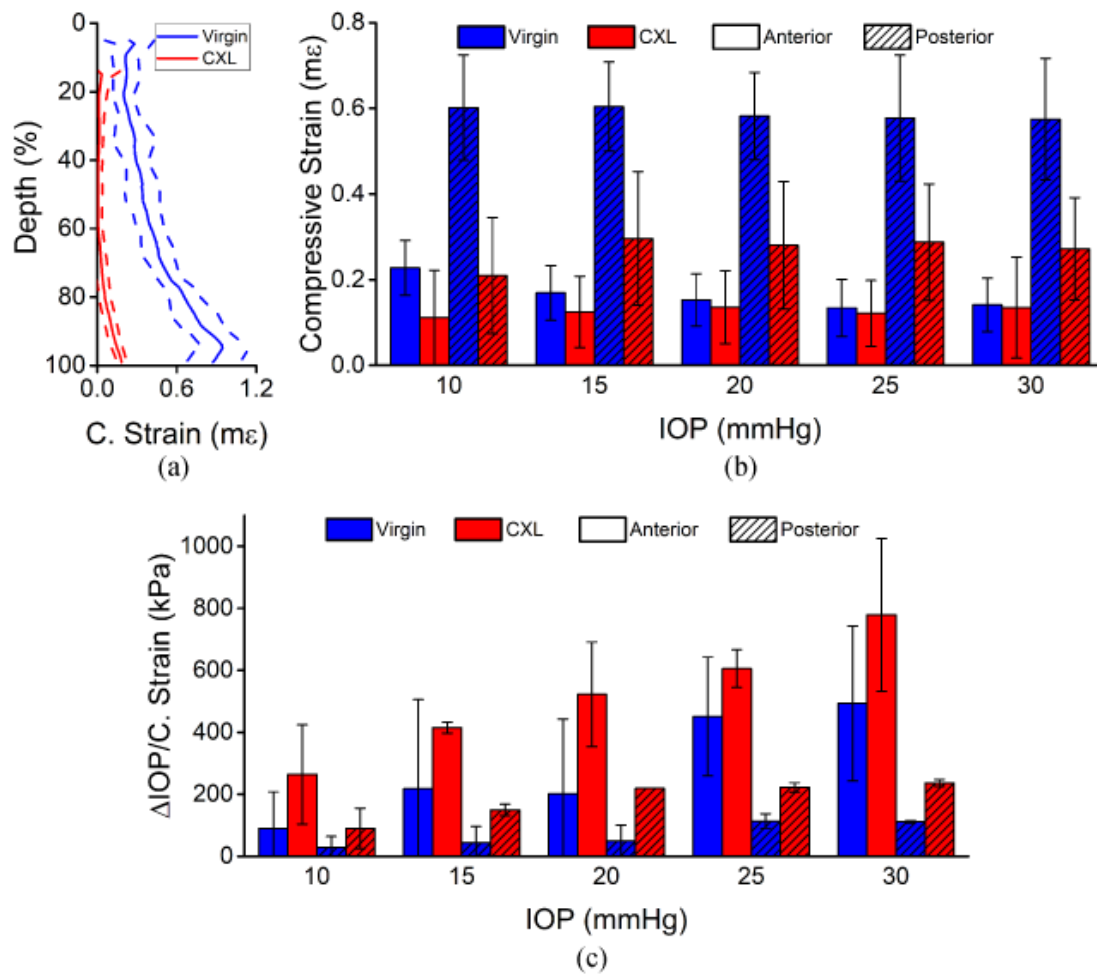 (a)
0
20
40
60
80
100
Depth (%)
Virgin
CXL
0.0 0.6 1.2
C. Strain (mε)
(b)
Virgin CXL Anterior Posterior
0.8
0.6
0.4
0.2
0.0
Compressive Strain (mε)
10 15 20 25 30
IOP (mmHg)
(a)
(b)
Virgin CXL Anterior Posterior
1000
800
600
400
200
0
ΔIOP/C. Strain (kPa)
10 15 20 25 30
IOP (mmHg)
(c)